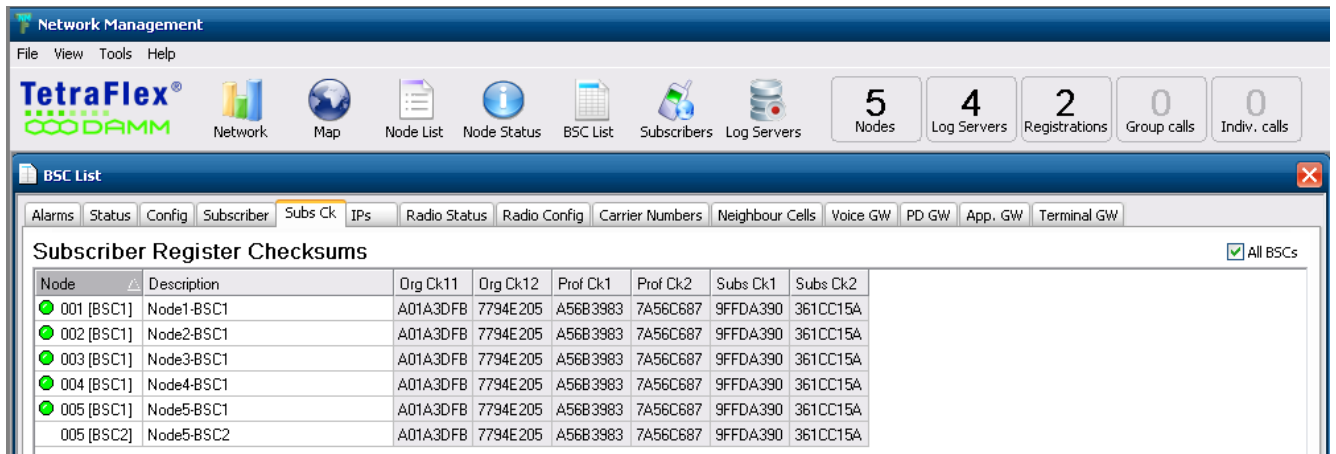 Network Management
File View Tools Help
TetraFlex®
DAMM
Network Map Node List Node Status BSC List Subscribers Log Servers
5 Nodes 4 Log Servers 2 Registrations 0 Group calls 0 Indiv. calls
BSC List
Alarms Status Config Subscriber Subs Ck IPs Radio Status Radio Config Carrier Numbers Neighbour Cells Voice GW PD GW App. GW Terminal GW
Subscriber Register Checksums All BSCs
Node Description Org Ck11 Org Ck12 Prof Ck1 Prof Ck2 Subs Ck1 Subs Ck2
001 [BSC1] Node1-BSC1 A01A3DFB 7794E205 A56B3983 7A56C687 9FFDA390 361CC15A
002 [BSC1] Node2-BSC1 A01A3DFB 7794E205 A56B3983 7A56C687 9FFDA390 361CC15A
003 [BSC1] Node3-BSC1 A01A3DFB 7794E205 A56B3983 7A56C687 9FFDA390 361CC15A
004 [BSC1] Node4-BSC1 A01A3DFB 7794E205 A56B3983 7A56C687 9FFDA390 361CC15A
005 [BSC1] Node5-BSC1 A01A3DFB 7794E205 A56B3983 7A56C687 9FFDA390 361CC15A
005 [BSC2] Node5-BSC2 A01A3DFB 7794E205 A56B3983 7A56C687 9FFDA390 361CC15A